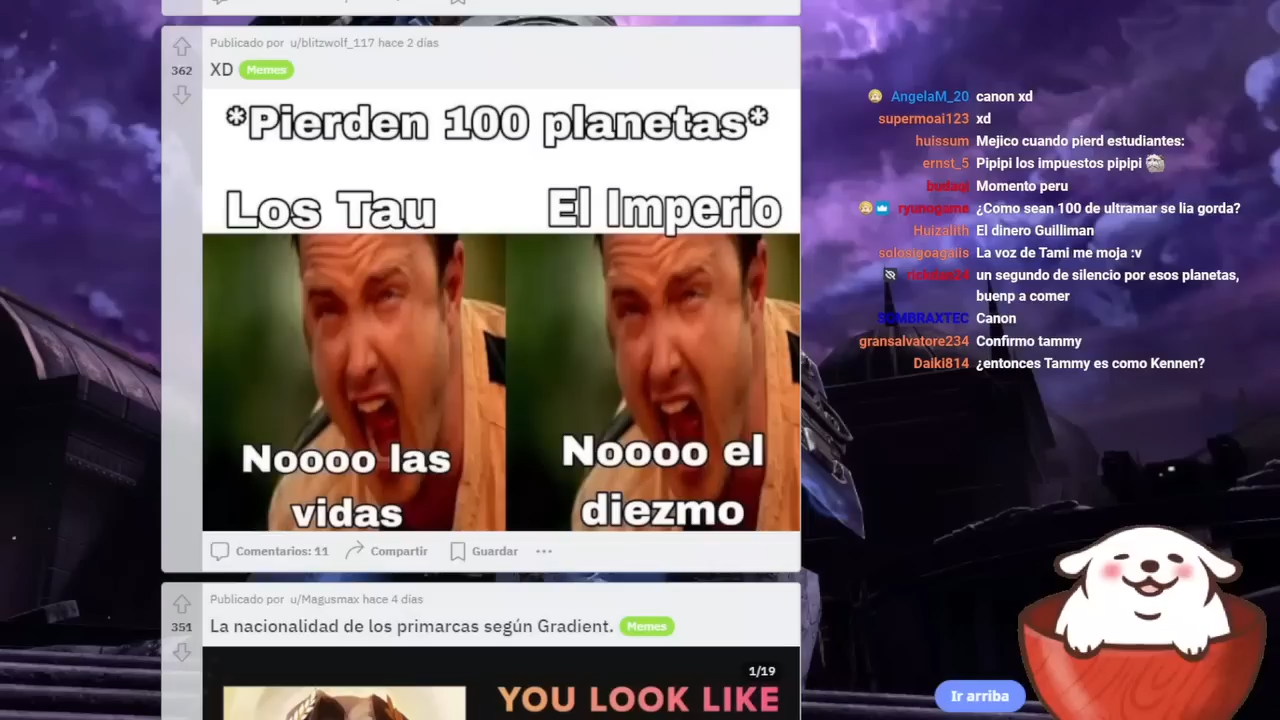 Publicado por u/blitzwolf_117 hace 2 días
362
XD Memes
*Pierden 100 planetas*
Los Tau
El Imperio
Noooo las
vidas
Noooo el
diezmo
Comentarios: 11 Compartir Guardar ...
Publicado por u/Magusmax hace 4 días
351
La nacionalidad de los primarcas según Gradient. Memes
1/19
YOU LOOK LIKE
AngelaM_20 canon xd
supermoai123 xd
huissum Mejico cuando pierd estudiantes:
ernst_5 Pipipi los impuestos pipipi
Momento peru
ryunogame ¿Como sean 100 de ultramar se lia gorda?
Huizalith El dinero Guilliman
solosigoagaiis La voz de Tami me moja :v
un segundo de silencio por esos planetas,
buenp a comer
SOMBRAXTEC Canon
gransalvatore234 Confirmo tammy
Daiki814 ¿entonces Tammy es como Kennen?
Ir arriba